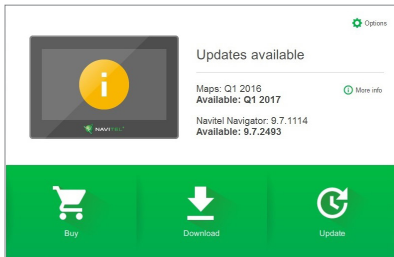 Options
Updates available
Maps: Q1 2016
Available: Q1 2017
More info
Navitel Navigator: 9.7.1114
Available: 9.7.2493
NAVITEL
Buy
Download
Update